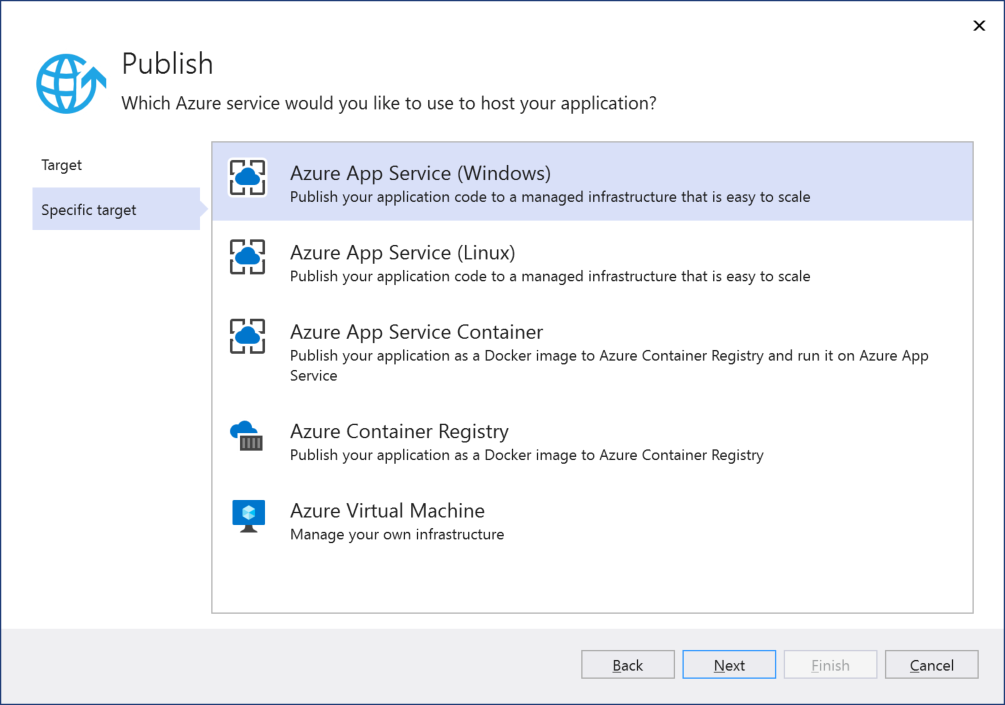 Publish
Which Azure service would you like to use to host your application?
Target
Specific target
Azure App Service (Windows)
Publish your application code to a managed infrastructure that is easy to scale
Azure App Service (Linux)
Publish your application code to a managed infrastructure that is easy to scale
Azure App Service Container
Publish your application as a Docker image to Azure Container Registry and run it on Azure App
Service
Azure Container Registry
Publish your application as a Docker image to Azure Container Registry
Azure Virtual Machine
Manage your own infrastructure
Back Next Finish Cancel